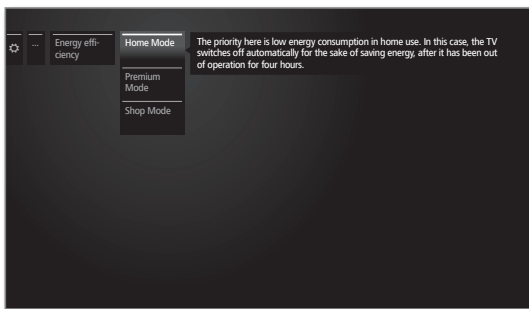 ...
Energy effi-
ciency
Home Mode
Premium
Mode
Shop Mode
The priority here is low energy consumption in home use. In this case, the TV
switches off automatically for the sake of saving energy, after it has been out
of operation for four hours.